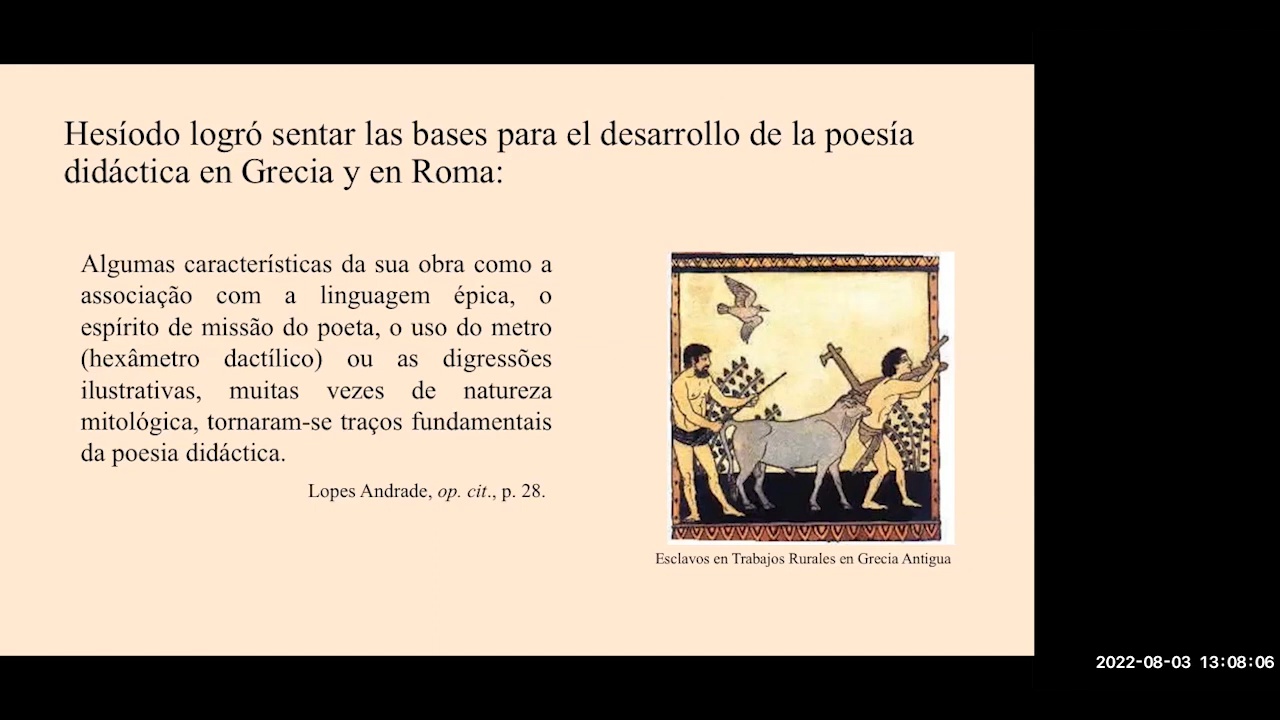 Hesíodo logró sentar las bases para el desarrollo de la poesía
didáctica en Grecia y en Roma:
Algumas características da sua obra como a
associação com a linguagem épica, o
espírito de missão do poeta, o uso do metro
(hexâmetro dactílico) ou as digressões
ilustrativas, muitas vezes de natureza
mitológica, tornaram-se traços fundamentais
da poesia didáctica.
Lopes Andrade, op. cit., p. 28.
Esclavos en Trabajos Rurales en Grecia Antigua
2022-08-03 13:08:06